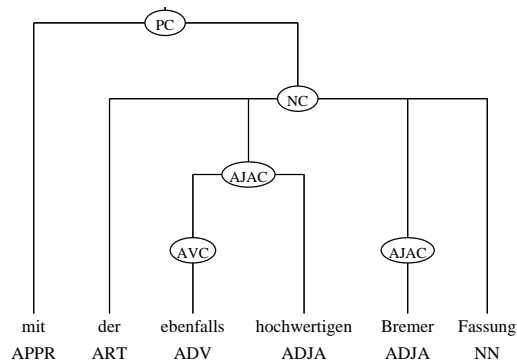 PC
NC
AJAC
AVC AJAC
mit der ebenfalls hochwertigen Bremer Fassung
APPR ART ADV ADJA ADJA NN